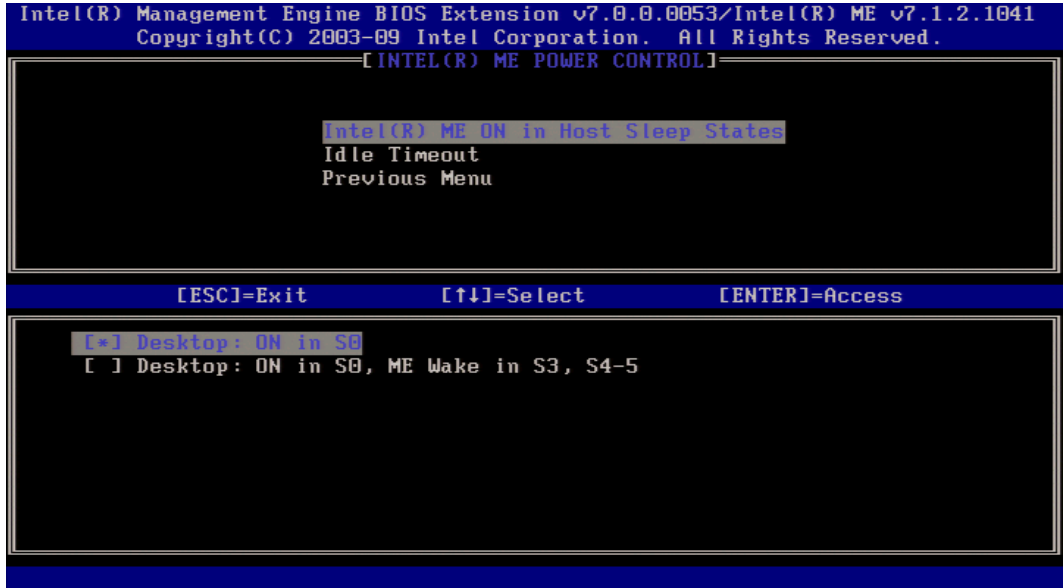 Intel(R) Management Engine BIOS Extension v7.0.0.0053/Intel(R) ME v7.1.2.1041
Copyright(C) 2003-09 Intel Corporation. All Rights Reserved.
[INTEL(R) ME POWER CONTROL]
Intel(R) ME ON in Host Sleep States
Idle Timeout
Previous Menu
[ESC]=Exit [↑↓]=Select [ENTER]=Access
[*] Desktop: ON in S0
[ ] Desktop: ON in S0, ME Wake in S3, S4-5